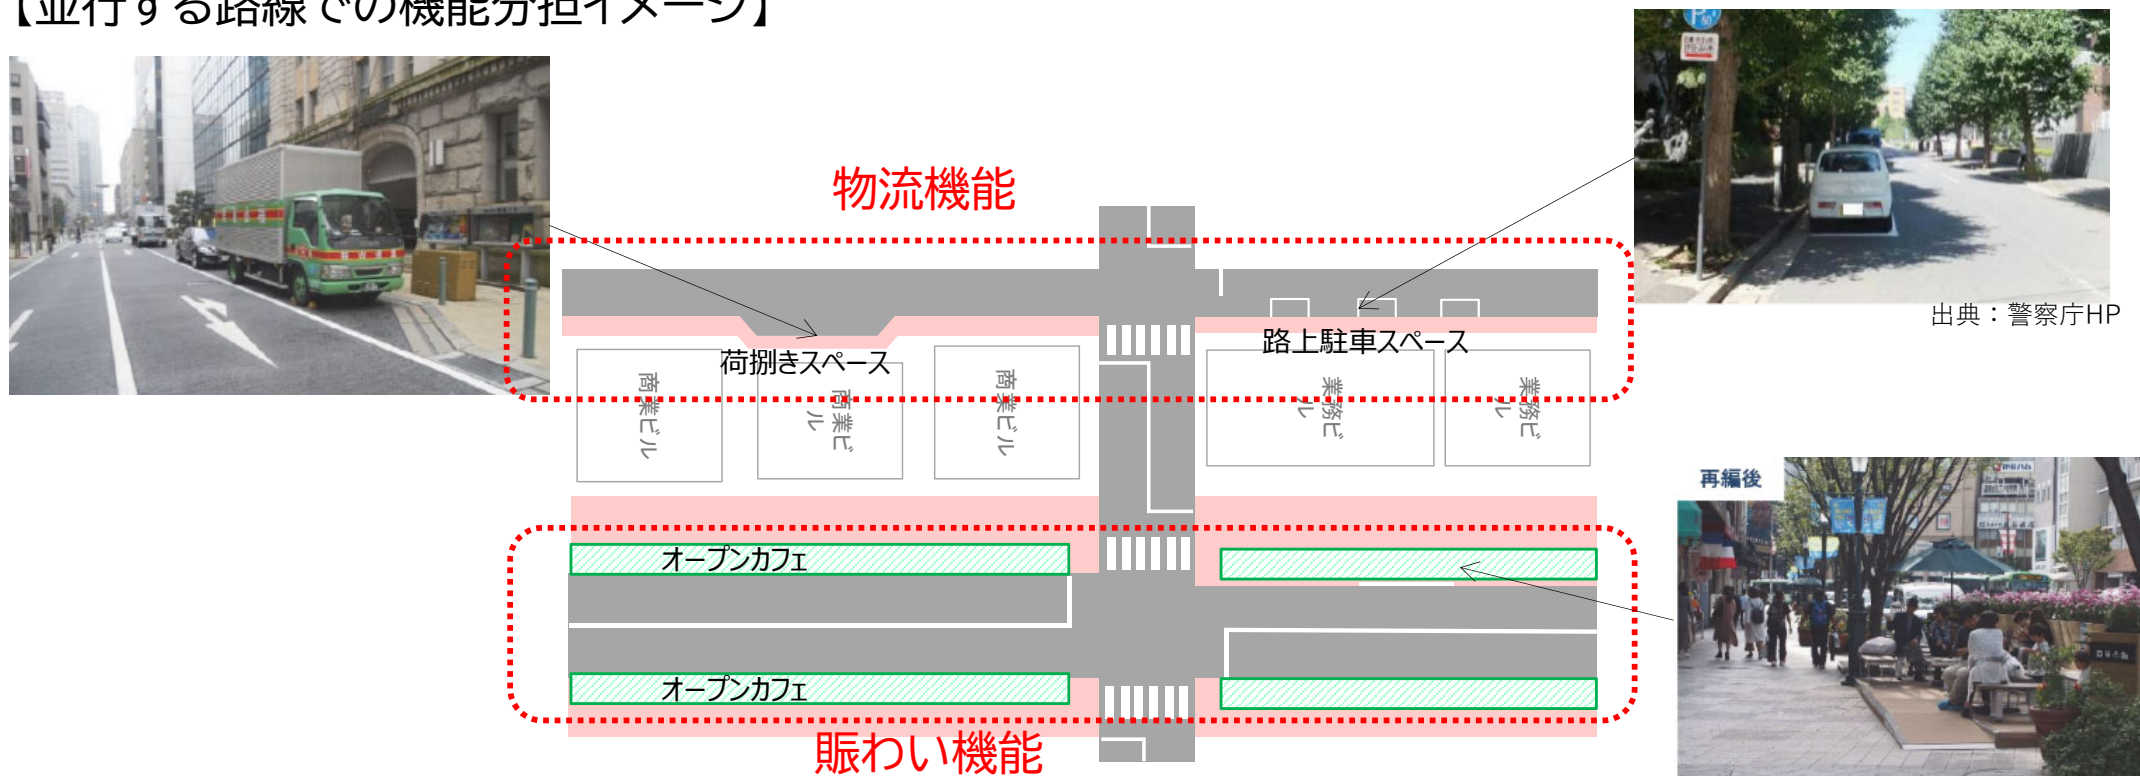 【並行する路線での機能分担イメージ】
物流機能
出典：警察庁HP
荷捌きスペース
路上駐車スペース
商業ビル
商業ビ
ル
商業ビル
業務ビ
ル
業務ビ
ル
再編後
オープンカフェ
オープンカフェ
賑わい機能